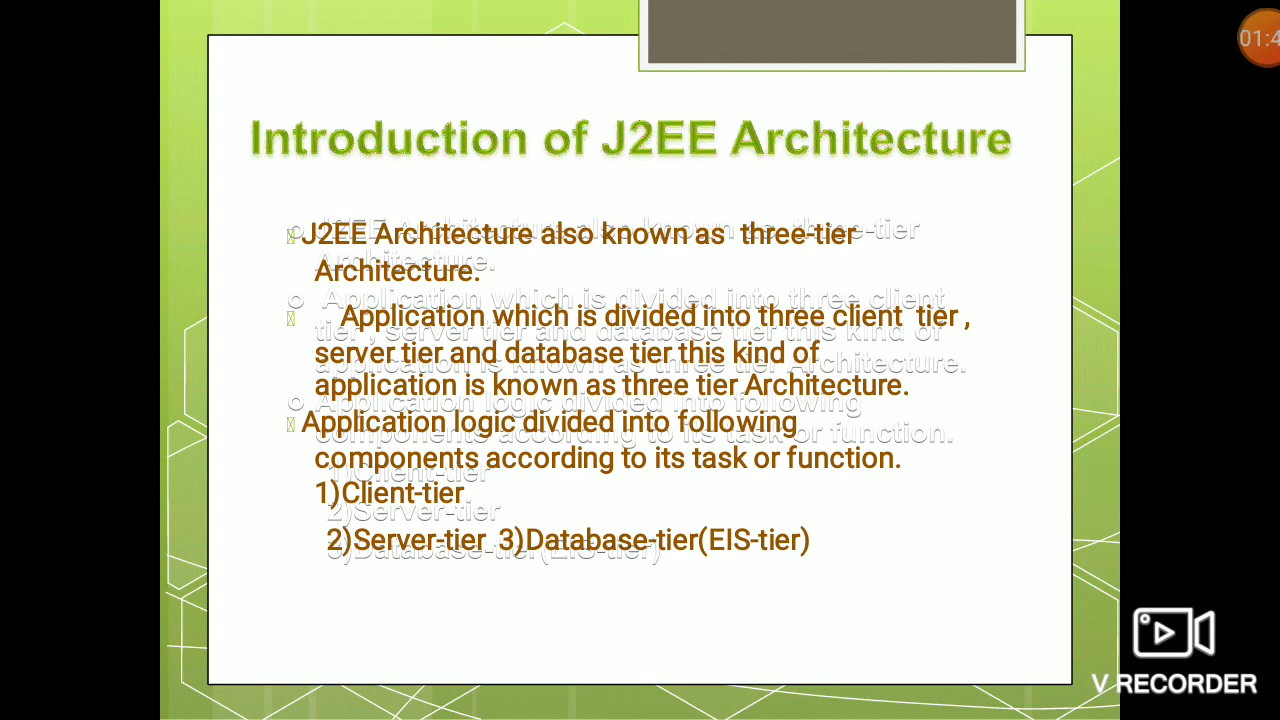 01:4
Introduction of J2EE Architecture
J2EE Architecture also known as three-tier
Architecture.
Application which is divided into three client tier ,
server tier and database tier this kind of
application is known as three tier Architecture.
Application logic divided into following
components according to its task or function.
1)Client-tier
2)Server-tier 3)Database-tier(EIS-tier)
V RECORDER